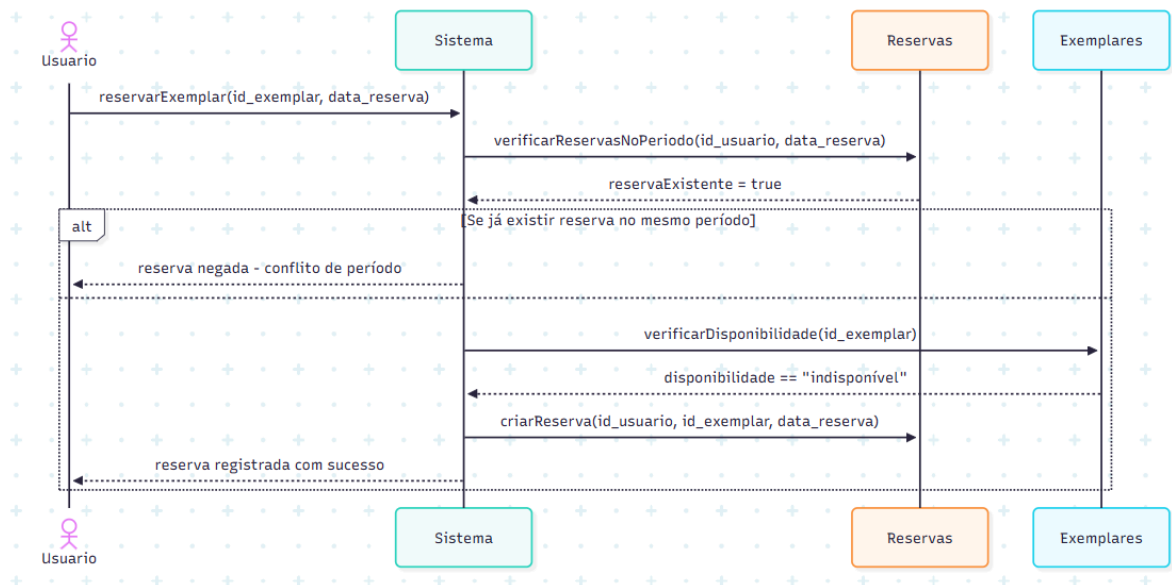 Usuario
Sistema
Reservas
Exemplares
reservarExemplar(id_exemplar, data_reserva)
verificarReservasNoPeriodo(id_usuario, data_reserva)
reservaExistente = true
alt
[Se já existir reserva no mesmo período]
reserva negada - conflito de período
verificarDisponibilidade(id_exemplar)
disponibilidade == "indisponível"
criarReserva(id_usuario, id_exemplar, data_reserva)
reserva registrada com sucesso
Usuario
Sistema
Reservas
Exemplares